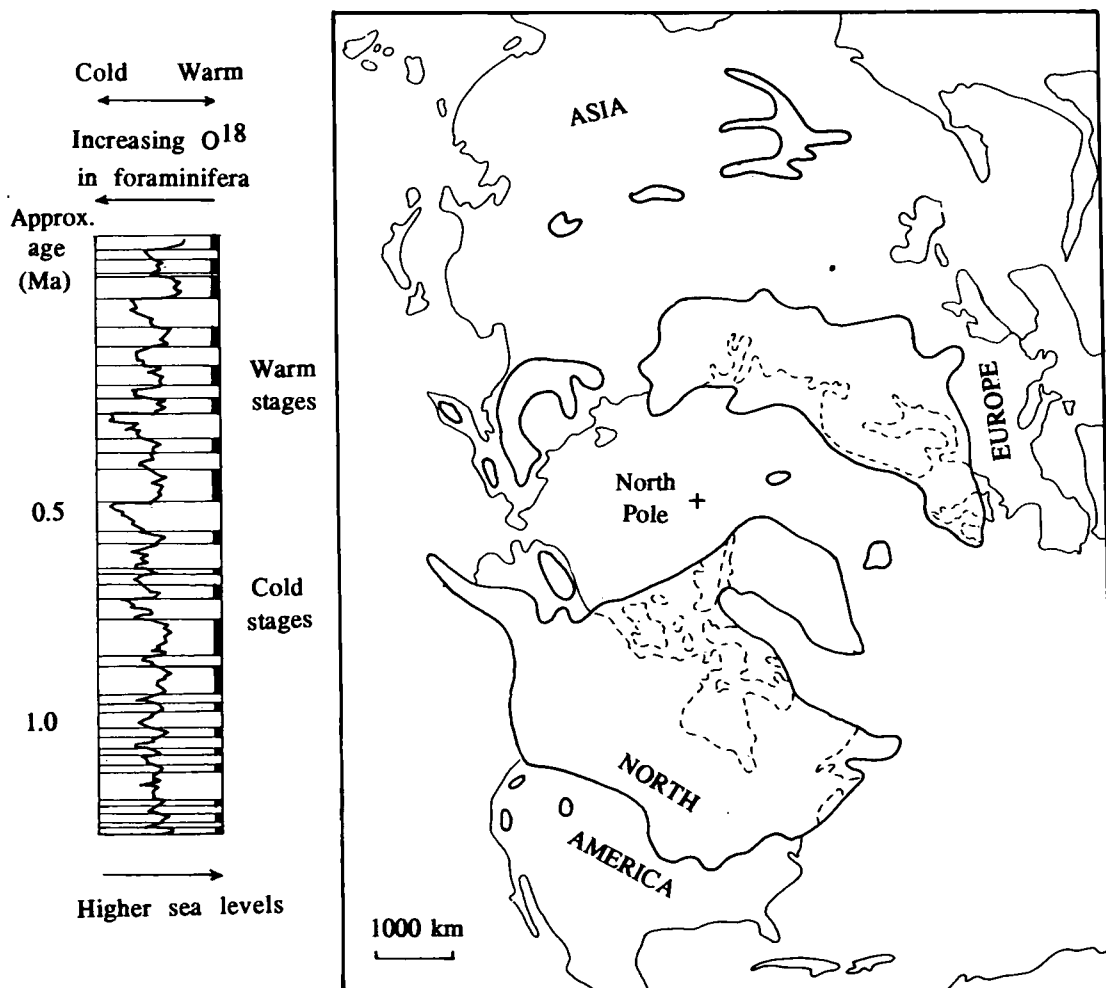 Cold Warm
Increasing O18
in foraminifera
Approx.
age
(Ma)
Warm
stages
0.5
Cold
stages
1.0
Higher sea levels
ASIA
EUROPE
North
Pole
NORTH
AMERICA
1000 km